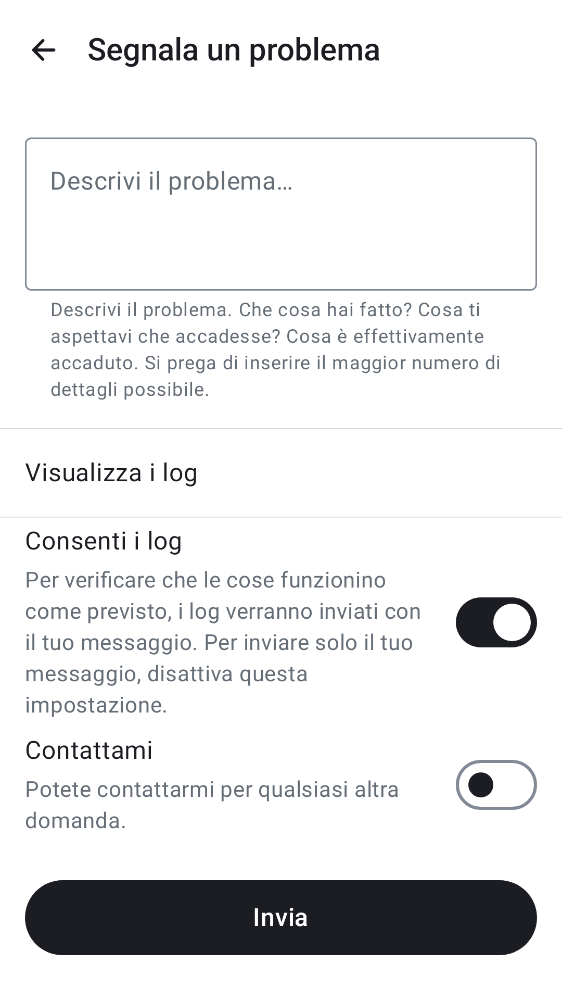 Segnala un problema
Descrivi il problema...
Descrivi il problema. Che cosa hai fatto? Cosa ti
aspettavi che accadesse? Cosa è effettivamente
accaduto. Si prega di inserire il maggior numero di
dettagli possibile.
Visualizza i log
Consenti i log
Per verificare che le cose funzionino
come previsto, i log verranno inviati con
il tuo messaggio. Per inviare solo il tuo
messaggio, disattiva questa
impostazione.
Contattami
Potete contattarmi per qualsiasi altra
domanda.
Invia